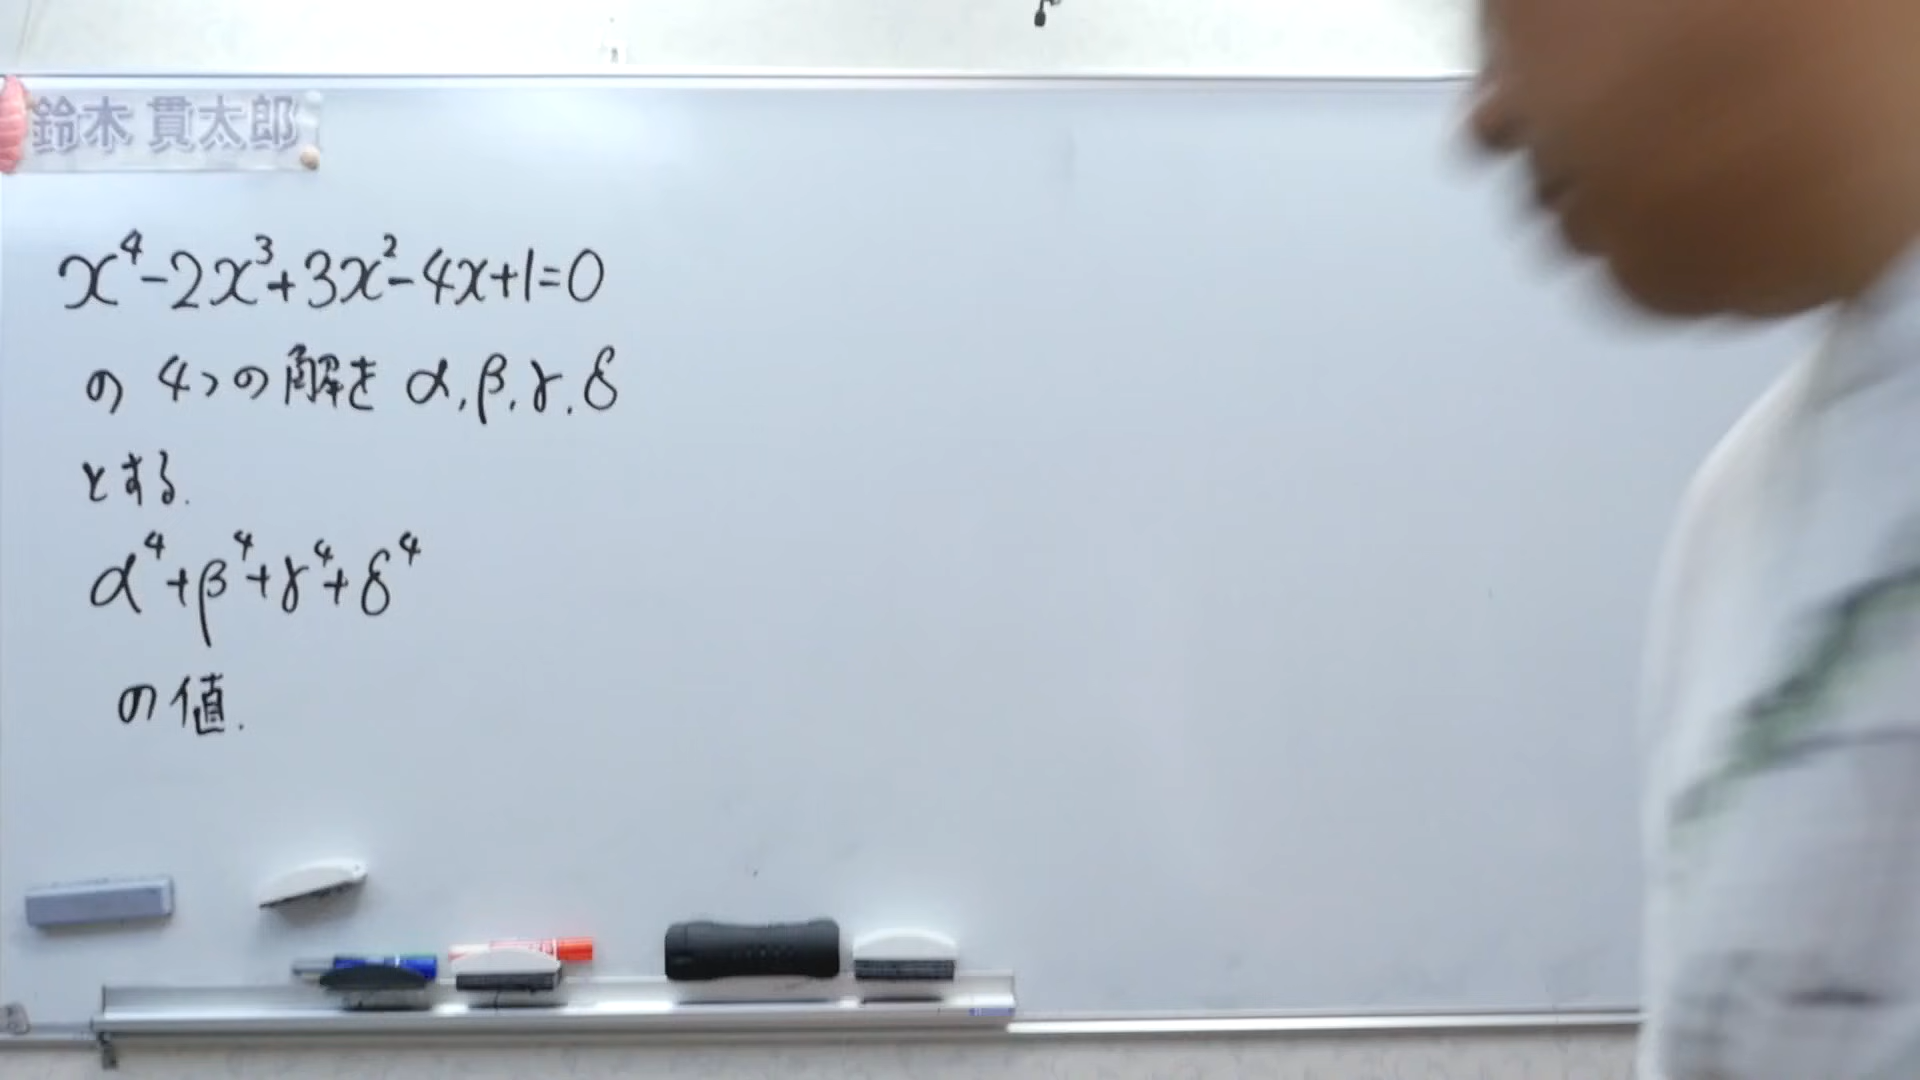 鈴木貫太郎
x⁴-2x³+3x²-4x+1=0
の4つの解をα,β,γ,δ
とする.
α⁴+β⁴+γ⁴+δ⁴
の値.